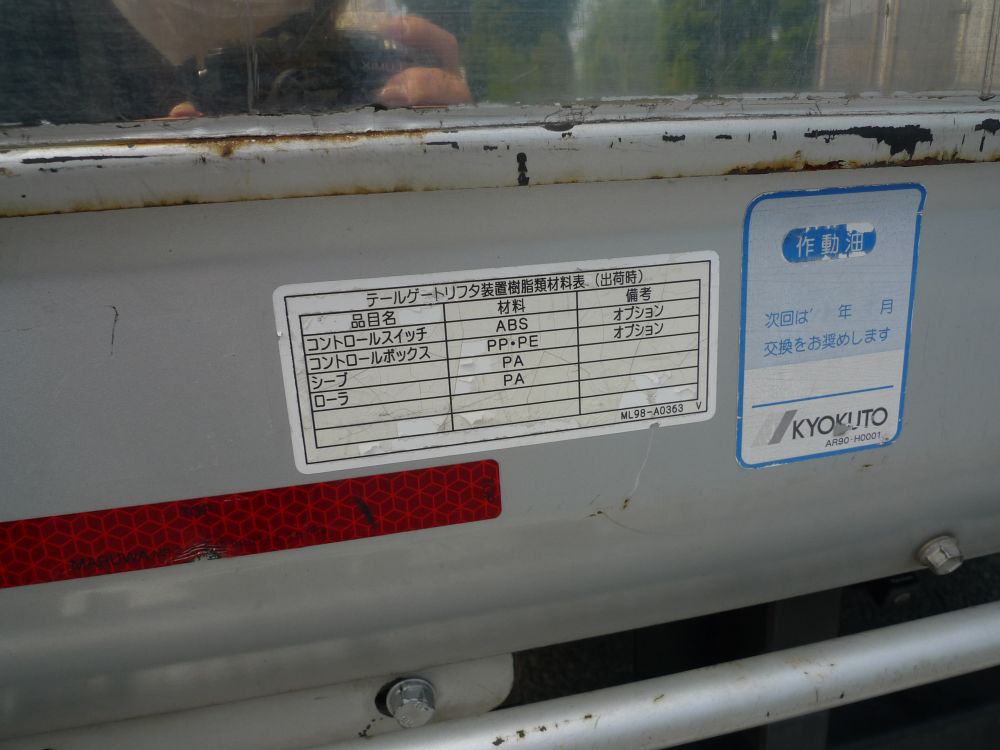 テールゲートリフタ装置樹脂類材料表 (出荷時)
品目名 材料 備考
コントロールスイッチ ABS オプション
コントロールボックス PP・PE オプション
シーブ PA
ローラ PA
ML98-A0363 V
作動油
次回は' 年 月
交換をお奨めします
KYOKUTO
AR90-H0001